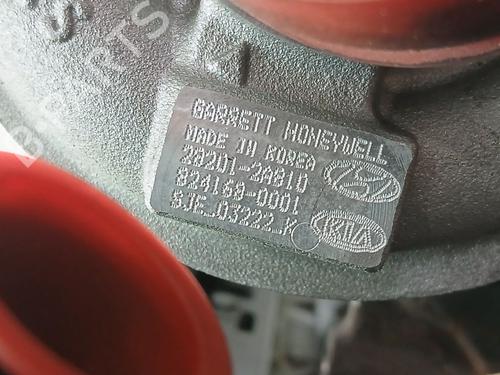 GARRETT HONEYWELL
MADE IN KOREA
28201-2A810
824168-0001
SJE_03222_K
KIA